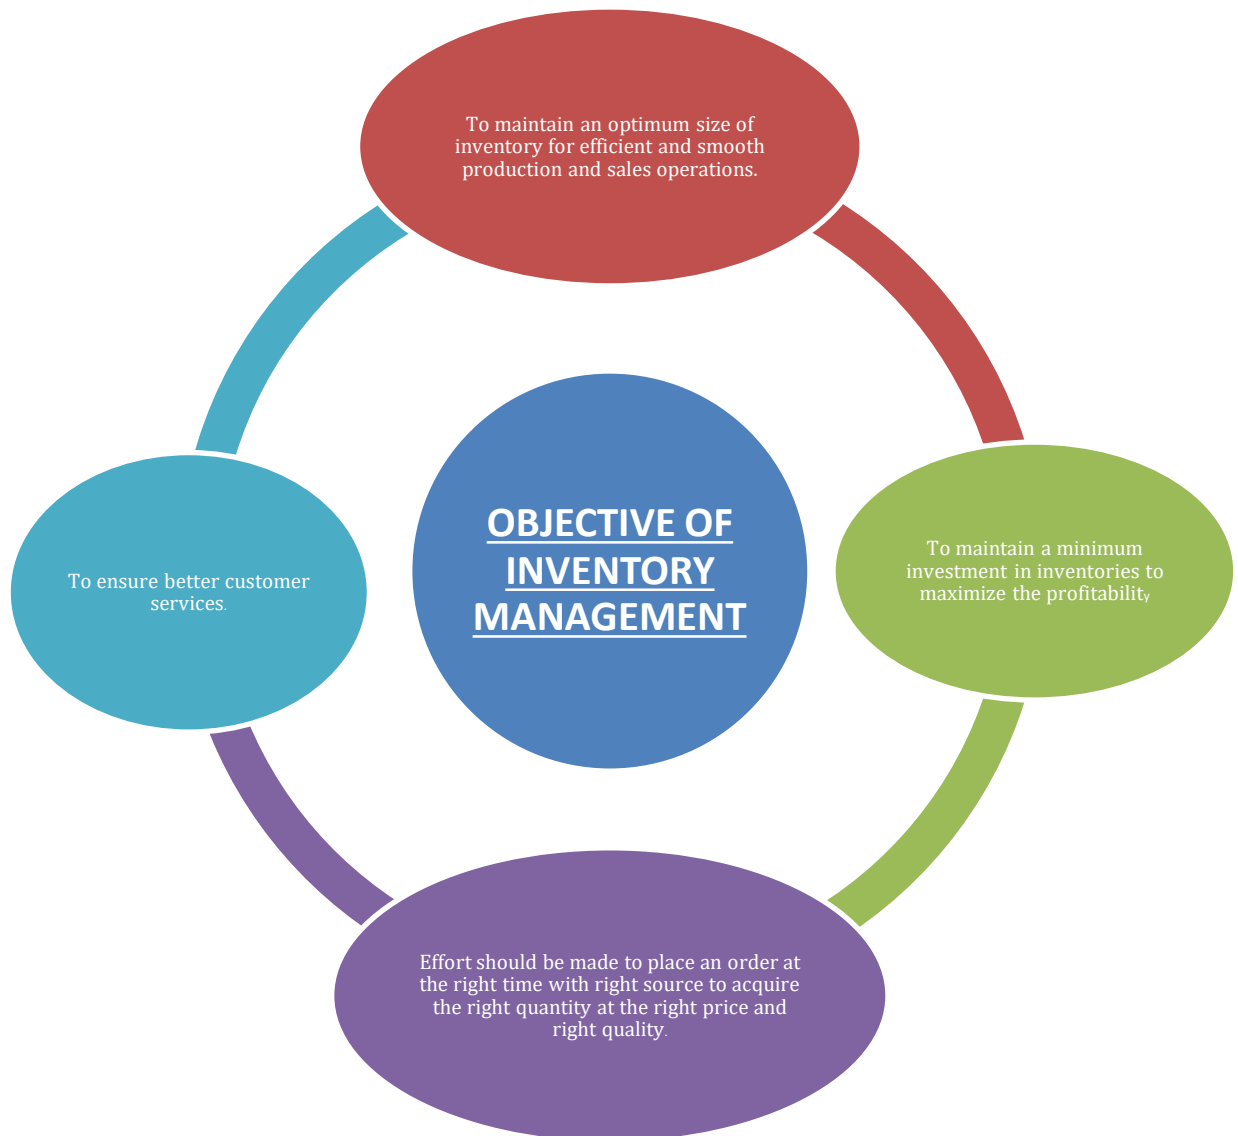 To maintain an optimum size of
inventory for efficient and smooth
production and sales operations.
OBJECTIVE OF
INVENTORY
MANAGEMENT
To maintain a minimum
investment in inventories to
maximize the profitability
To ensure better customer
services.
Effort should be made to place an order at
the right time with right source to acquire
the right quantity at the right price and
right quality.